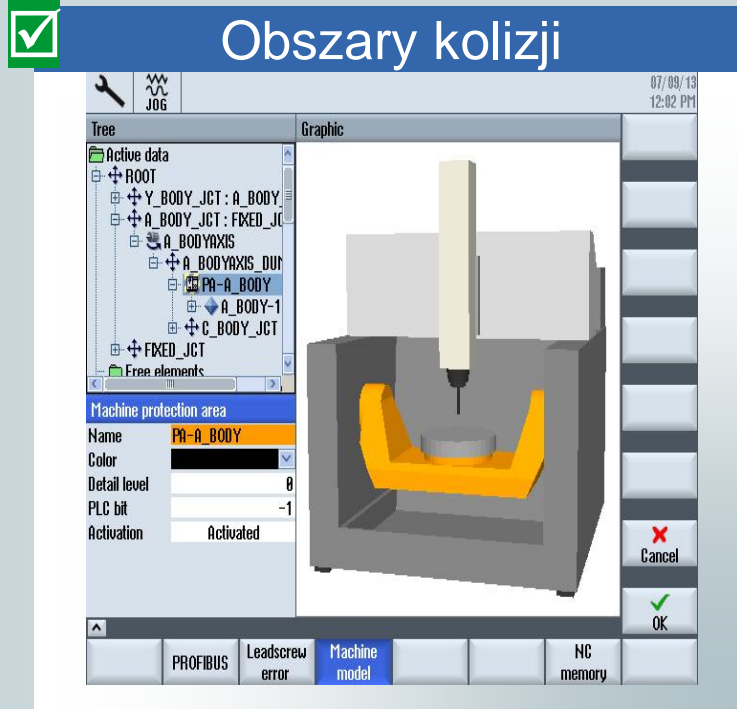 Obszary kolizji
JOG
07/09/13
12:02 PM
Tree
Graphic
Active data
ROOT
Y_BODY_JCT : A_BODY_
A_BODY_JCT : FIXED_JC
A_BODYAXIS
A_BODYAXIS_DUM
PA-A_BODY
A_BODY-1
C_BODY_JCT
FIXED_JCT
Free elements
Machine protection area
Name PA-A_BODY
Color
Detail level 0
PLC bit -1
Activation Activated
Cancel
OK
PROFIBUS
Leadscrew
error
Machine
model
NC
memory